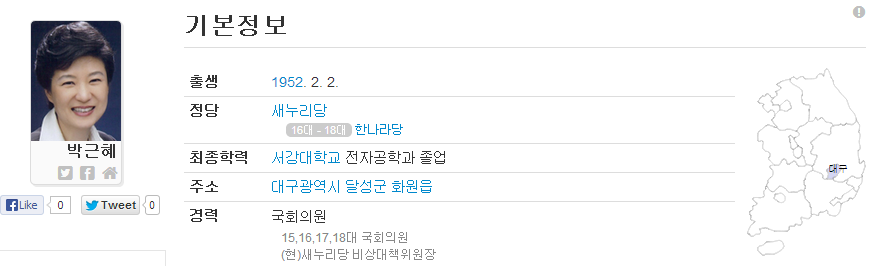 기본정보
박근혜
Like 0 Tweet 0
출생 1952. 2. 2.
정당 새누리당
16대 - 18대 한나라당
최종학력 서강대학교 전자공학과 졸업
주소 대구광역시 달성군 화원읍
경력 국회의원
15,16,17,18대 국회의원
(현)새누리당 비상대책위원장
대구